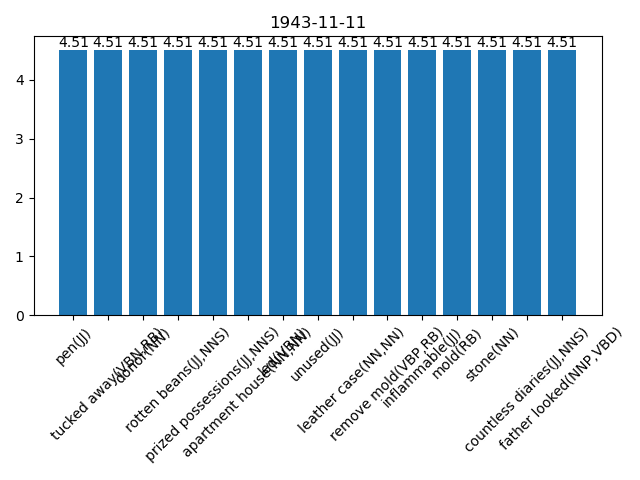 1943-11-11
4.51 4.51 4.51 4.51 4.51 4.51 4.51 4.51 4.51 4.51 4.51 4.51 4.51 4.51 4.51
4
3
2
1
0
pen(JJ)
tucked away(VBN,RB)
donor(NN)
rotten beans(JJ,NNS)
prized possessions(JJ,NNS)
apartment house(NN,NN)
unused(JJ)
leather case(NN,NN)
remove mold(VBP,RB)
inflammable(JJ)
mold(RB)
stone(NN)
countless diaries(JJ,NNS)
father looked(NNP,VBD)